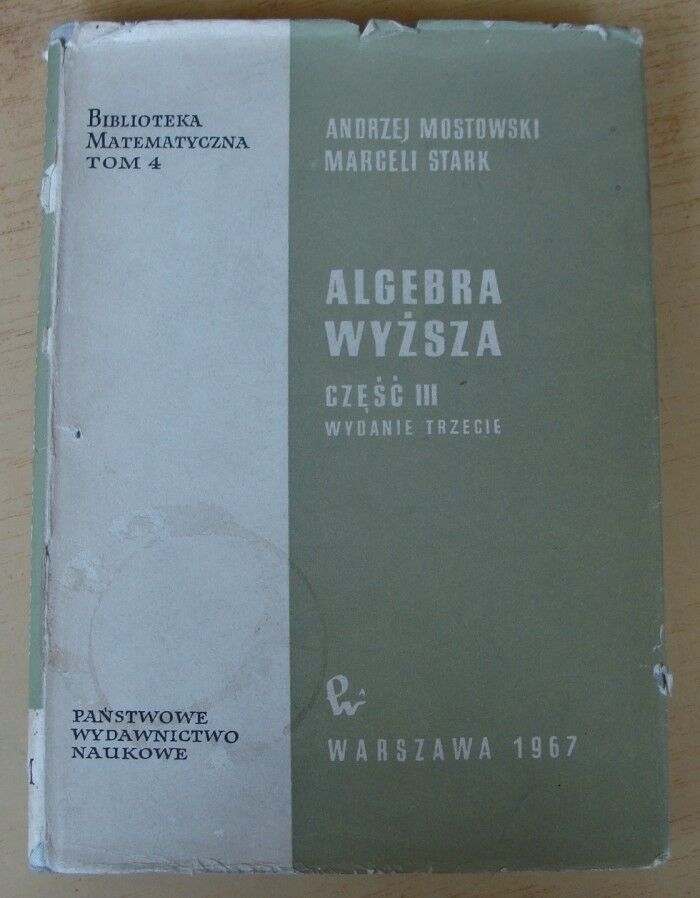 BIBLIOTEKA
MATEMATYCZNA
TOM 4
ANDRZEJ MOSTOWSKI
MARCELI STARK
ALGEBRA
WYŻSZA
CZĘŚĆ III
WYDANIE TRZECIE
PAŃSTWOWE
WYDAWNICTWO
NAUKOWE
WARSZAWA 1967